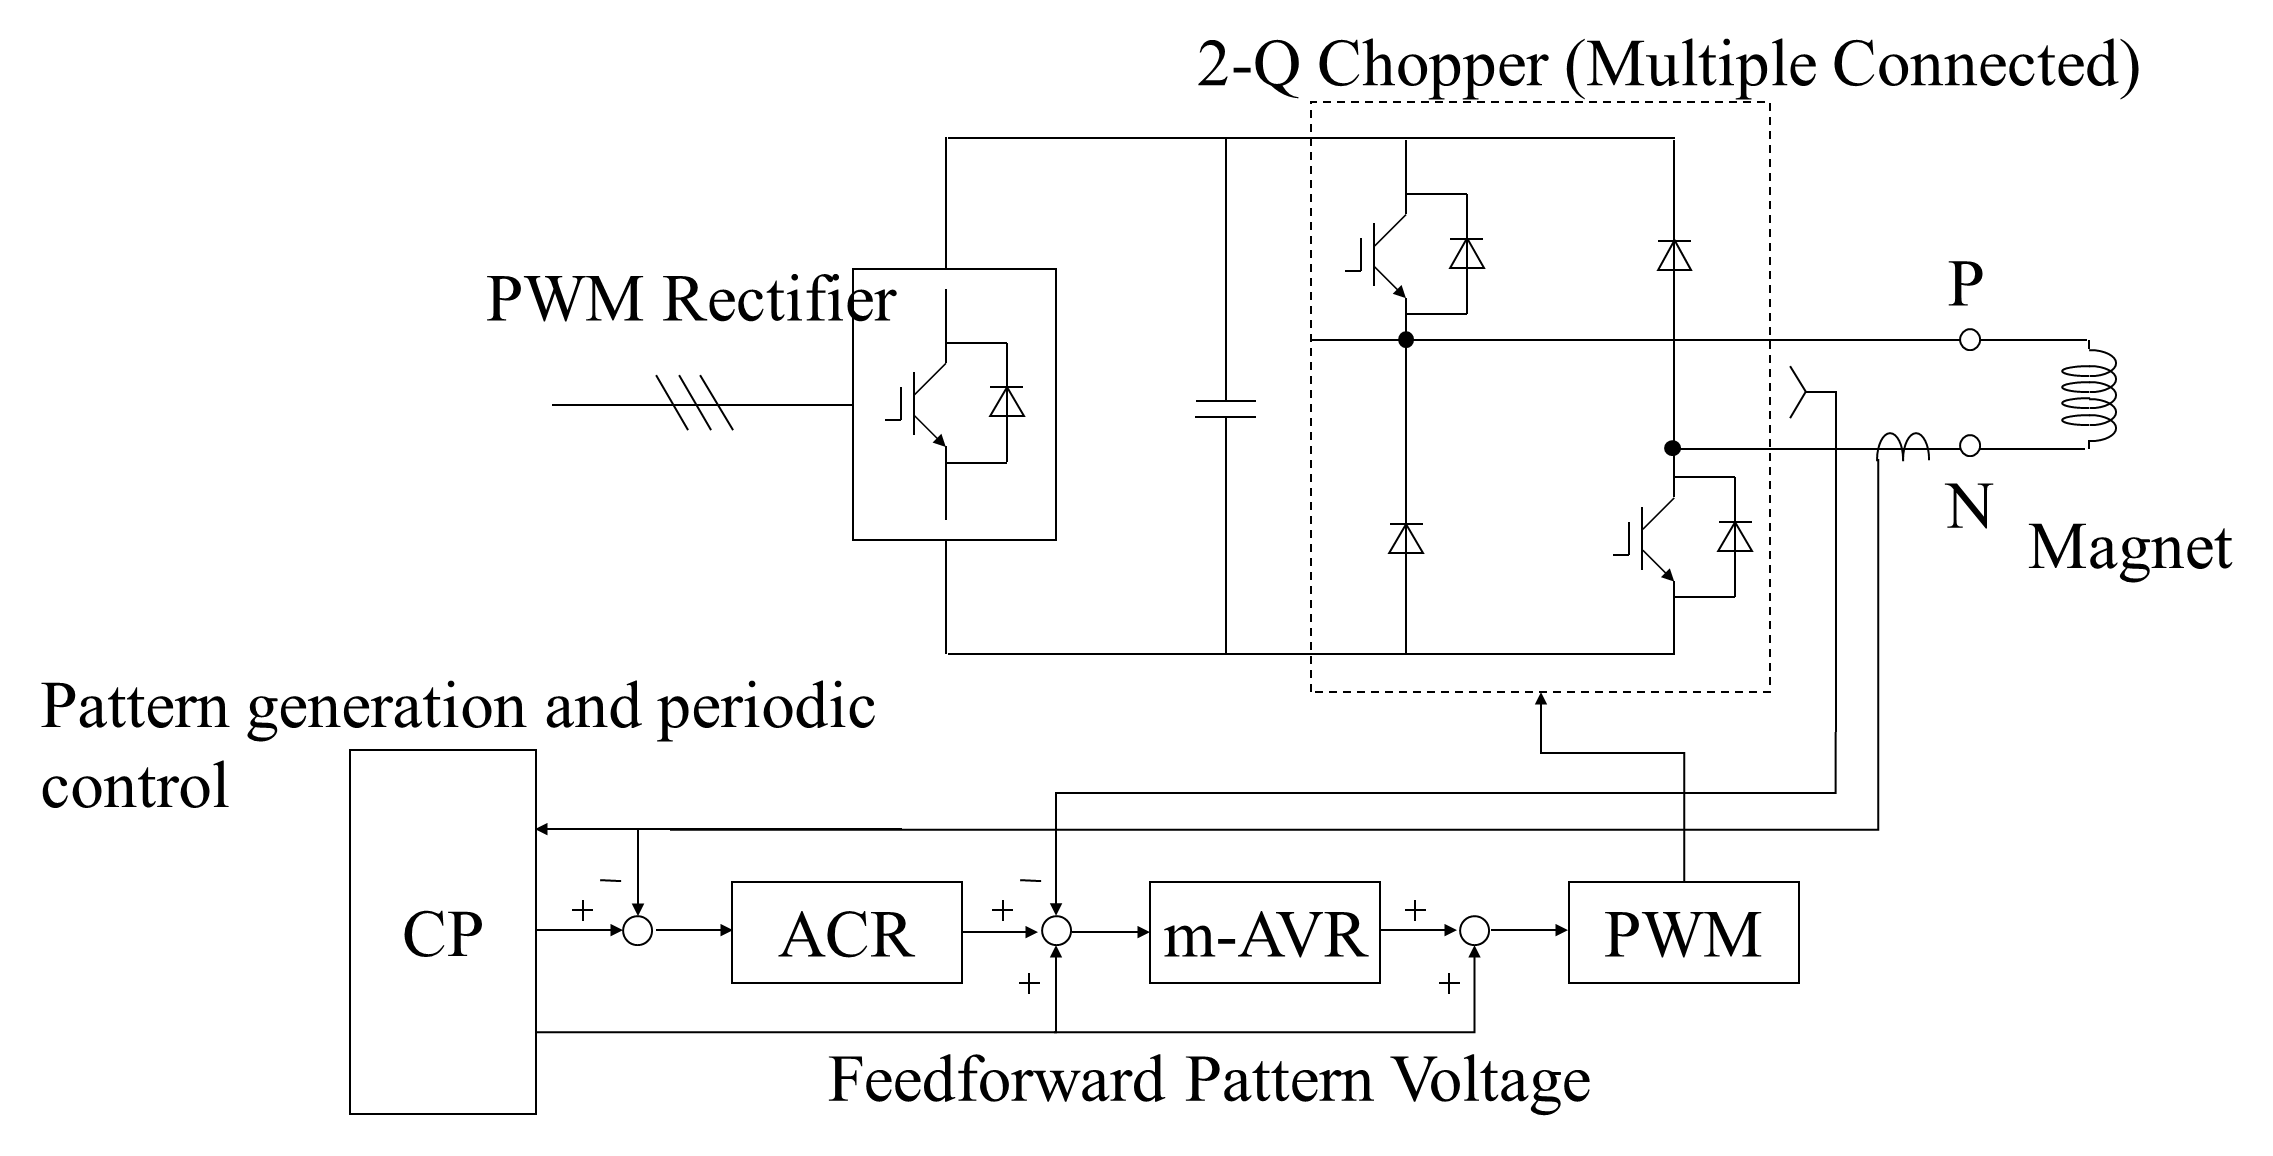 2-Q Chopper (Multiple Connected)
PWM Rectifier
P
N
Magnet
Pattern generation and periodic
control
CP
+
−
ACR
+
−
+
m-AVR
+
+
PWM
Feedforward Pattern Voltage